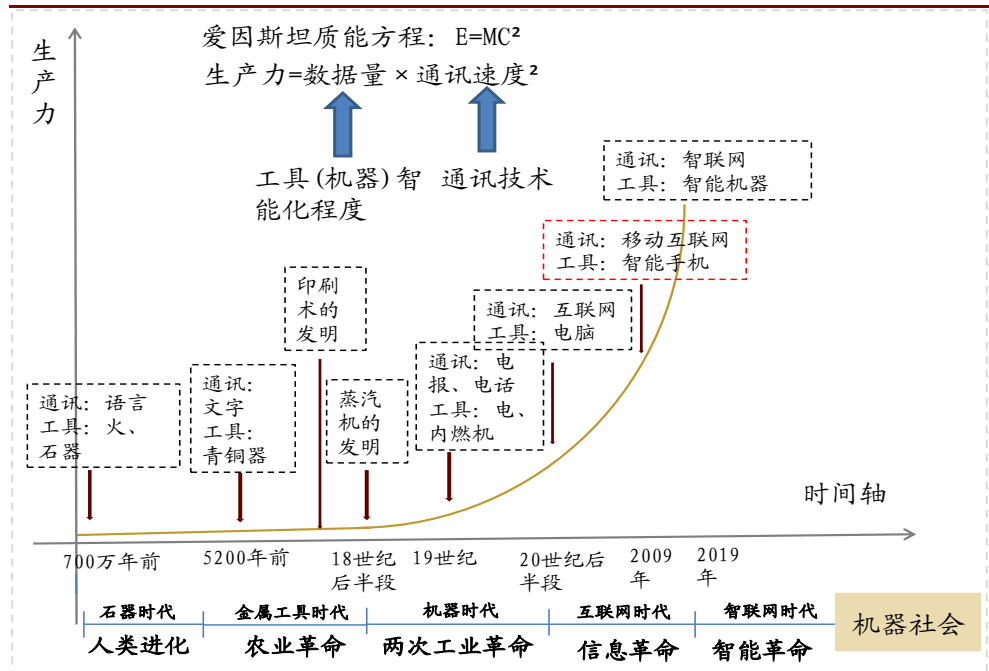 爱因斯坦质能方程：E=MC²
生产力=数据量×通讯速度²
生
产
力
工具(机器)智
能化程度
通讯技术
通讯：智联网
工具：智能机器
通讯：移动互联网
工具：智能手机
印刷
术的
发明
通讯：互联网
工具：电脑
通讯：电
报、电话
工具：电、
内燃机
通讯：
文字
工具：
青铜器
蒸汽
机的
发明
通讯：语言
工具：火、
石器
时间轴
700万年前
5200年前
18世纪
后半段
19世纪
20世纪后
半段
2009
年
2019
年
石器时代
金属工具时代
机器时代
互联网时代
智联网时代
人类进化
农业革命
两次工业革命
信息革命
智能革命
机器社会